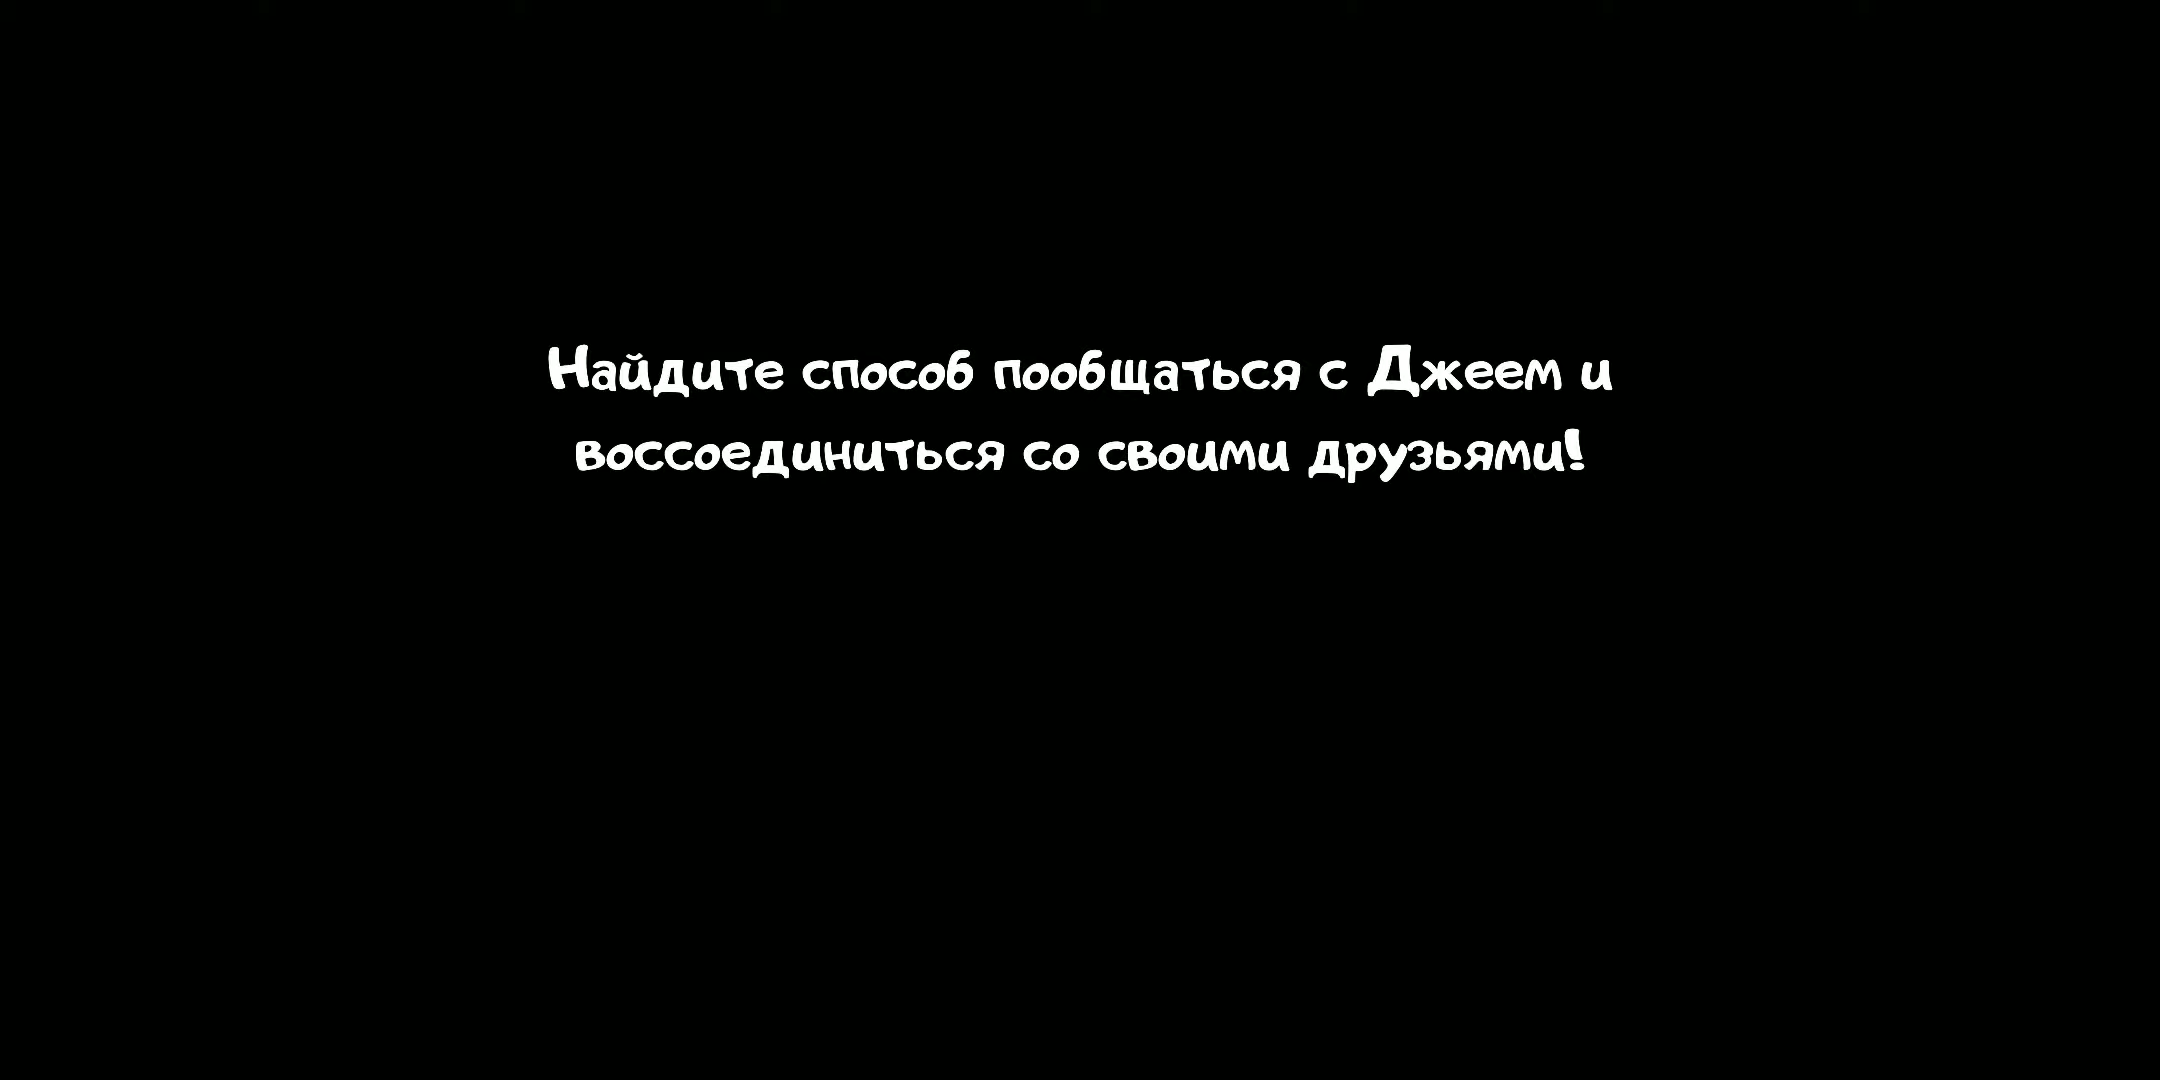 Найдите способ пообщаться с Джеем и
воссоединиться со своими друзьями!